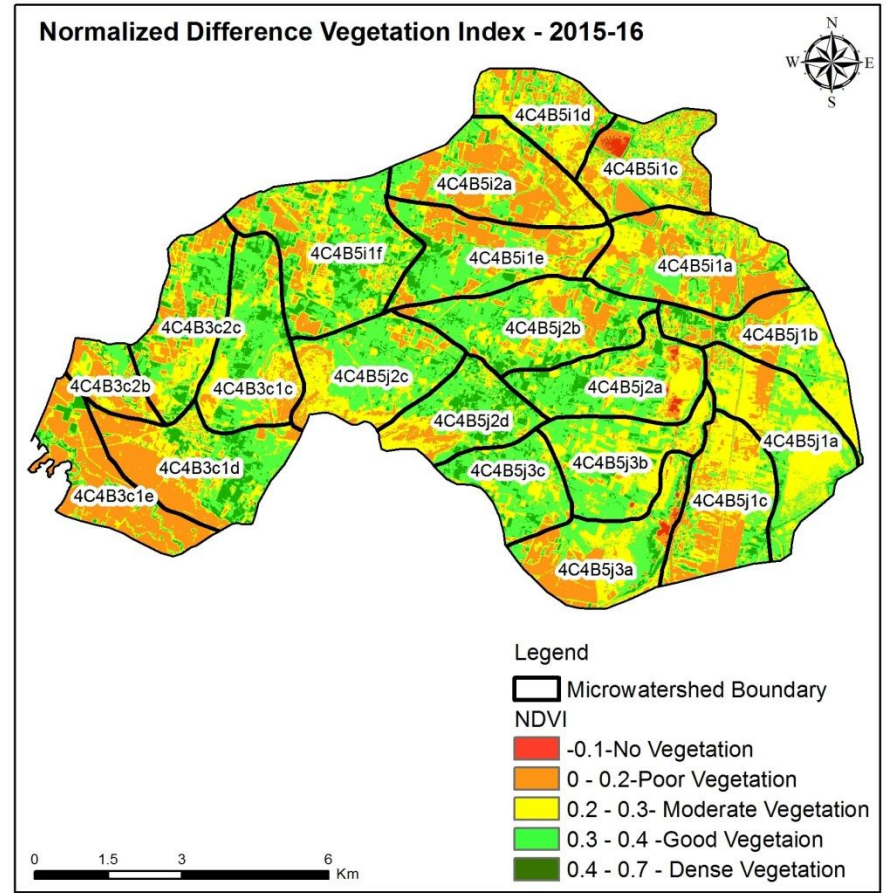 Normalized Difference Vegetation Index - 2015-16
N
W E
S
4C4B5i1d
4C4B5i1c
4C4B5i2a
4C4B5i1f
4C4B5i1e
4C4B5i1a
4C4B3c2c
4C4B5j2b
4C4B5j1b
4C4B3c2b
4C4B3c1c
4C4B5j2c
4C4B5j2a
4C4B5j2d
4C4B5j1a
4C4B3c1d
4C4B5j3c
4C4B5j3b
4C4B5j1c
4C4B3c1e
4C4B5j3a
Legend
Microwatershed Boundary
NDVI
-0.1-No Vegetation
0 - 0.2-Poor Vegetation
0.2 - 0.3- Moderate Vegetation
0.3 - 0.4 -Good Vegetaion
0.4 - 0.7 - Dense Vegetation
0 1.5 3 6
Km